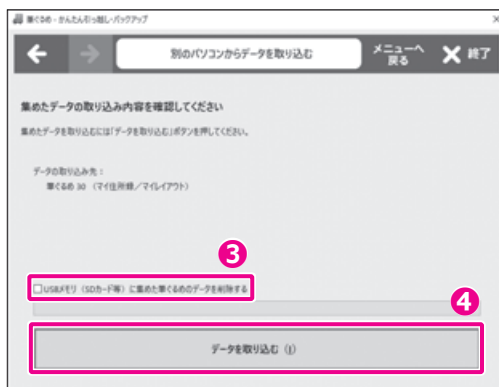 筆ぐるめ - かんたん引っ越し・バックアップ
別のパソコンからデータを取り込む
メニューへ
戻る
終了
集めたデータの取り込み内容を確認してください
集めたデータを取り込むには「データを取り込む」ボタンを押してください。
データの取り込み先:
筆ぐるめ 30 (マイ住所録/マイレイアウト)
3
USBメモリ(SDカード等)に集めた筆ぐるめのデータを削除する
4
データを取り込む (I)